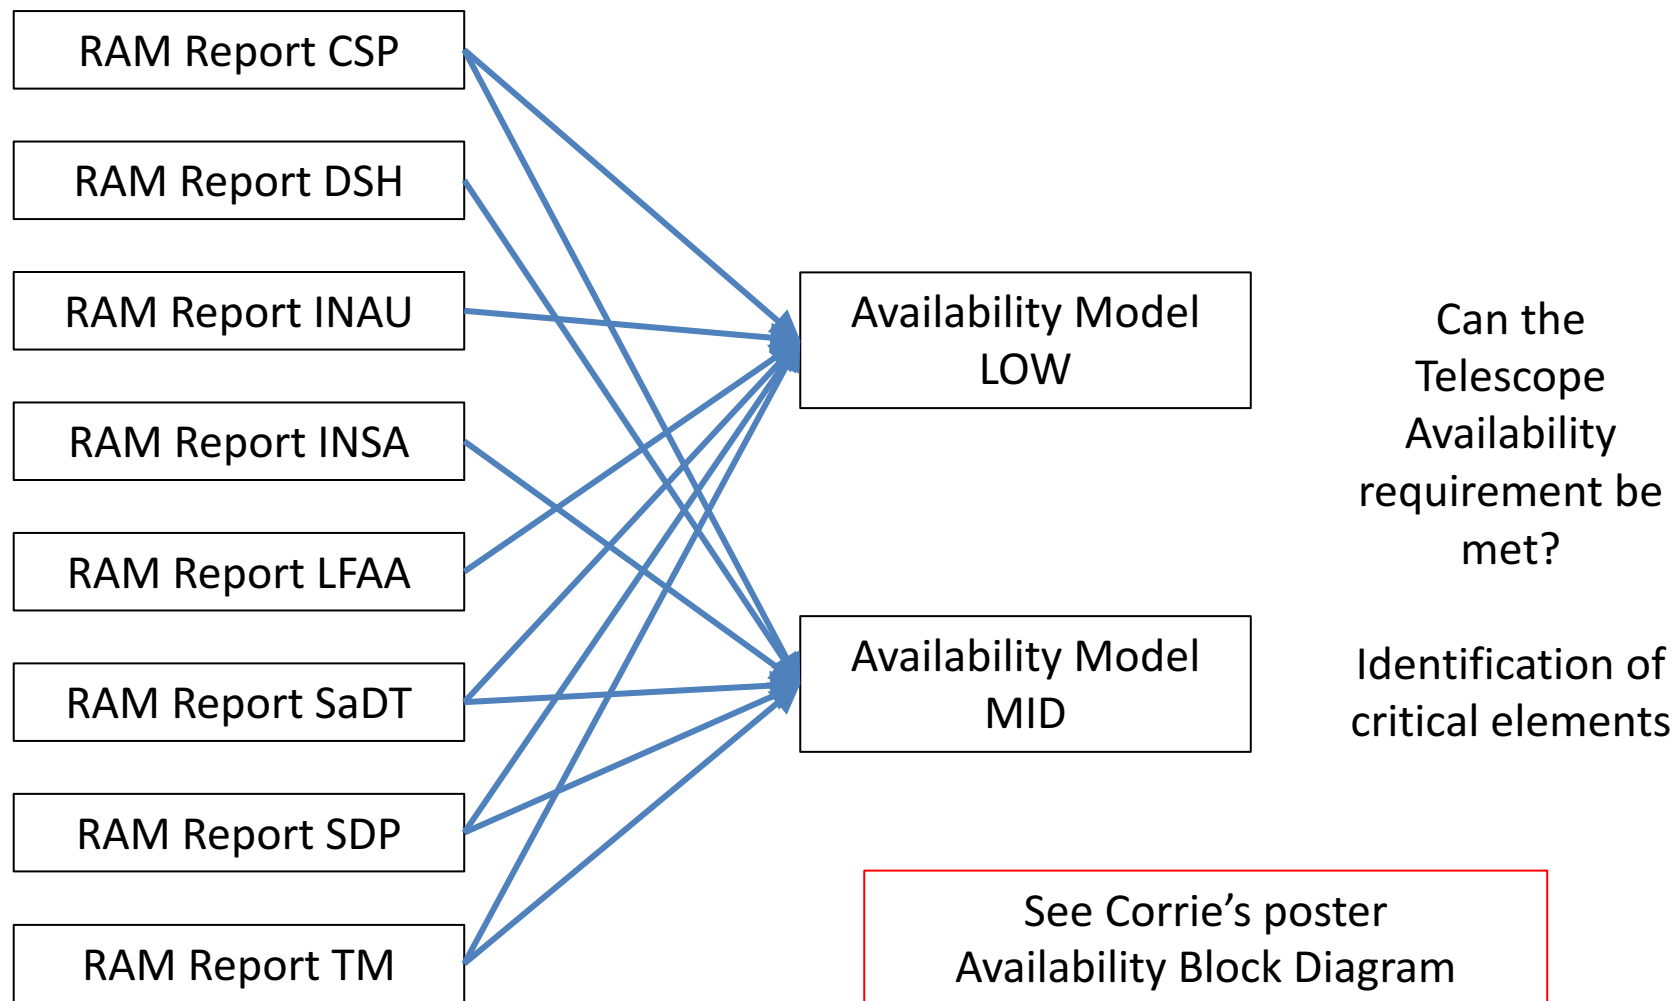 RAM Report CSP
RAM Report DSH
RAM Report INAU
RAM Report INSA
RAM Report LFAA
RAM Report SaDT
RAM Report SDP
RAM Report TM
Availability Model
LOW
Availability Model
MID
Can the
Telescope
Availability
requirement be
met?
Identification of
critical elements
See Corrie’s poster
Availability Block Diagram